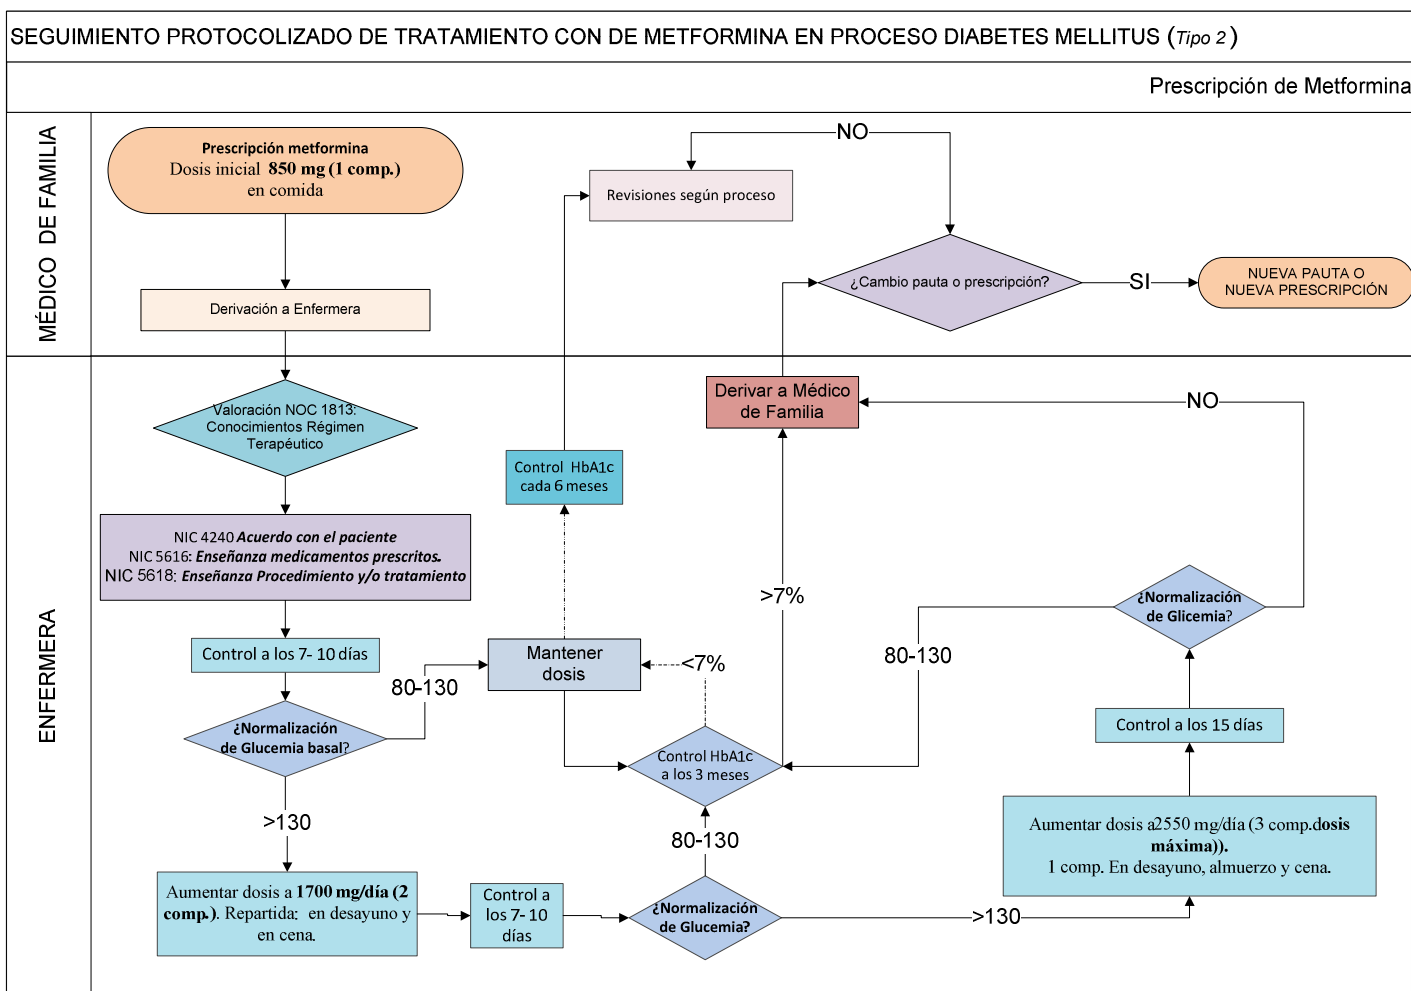 SEGUIMIENTO PROTOCOLIZADO DE TRATAMIENTO CON DE METFORMINA EN PROCESO DIABETES MELLITUS (Tipo 2 )
Prescripción de Metformina
MÉDICO DE FAMILIA
Prescripción metformina
Dosis inicial 850 mg (1 comp.)
en comida
Derivación a Enfermera
Revisiones según proceso
NO
¿Cambio pauta o prescripción?
SI
NUEVA PAUTA O
NUEVA PRESCRIPCIÓN
ENFERMERA
Valoración NOC 1813:
Conocimientos Régimen
Terapéutico
NIC 4240 Acuerdo con el paciente
NIC 5616: Enseñanza medicamentos prescritos.
NIC 5618: Enseñanza Procedimiento y/o tratamiento
Control a los 7- 10 días
¿Normalización
de Glucemia basal?
80-130
>130
Aumentar dosis a 1700 mg/día (2
comp.). Repartida: en desayuno y
en cena.
Control a
los 7- 10
días
¿Normalización
de Glucemia?
80-130
>130
Mantener
dosis
Control HbA1c
cada 6 meses
<7%
Control HbA1c
a los 3 meses
>7%
Derivar a Médico
de Familia
Aumentar dosis a2550 mg/día (3 comp.dosis
máxima)).
1 comp. En desayuno, almuerzo y cena.
Control a los 15 días
¿Normalización
de Glicemia?
80-130
NO